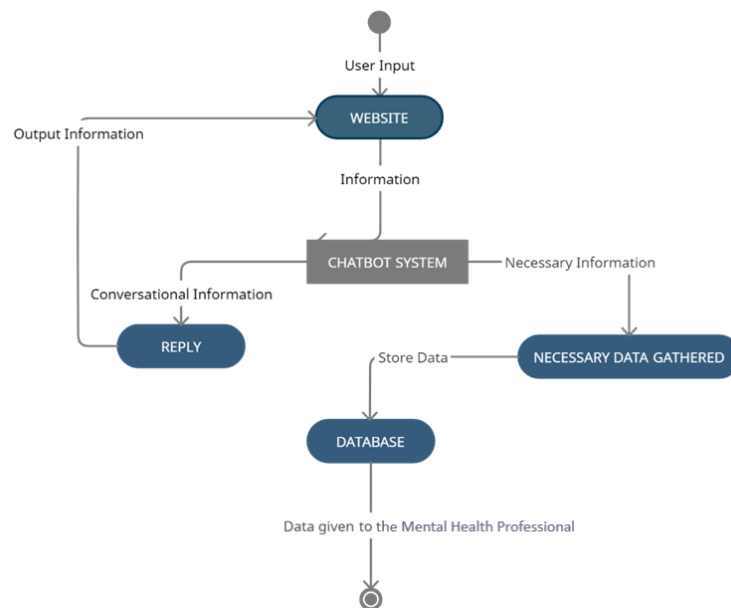 User Input
WEBSITE
Output Information
Information
CHATBOT SYSTEM
Necessary Information
Conversational Information
REPLY
NECESSARY DATA GATHERED
Store Data
DATABASE
Data given to the Mental Health Professional